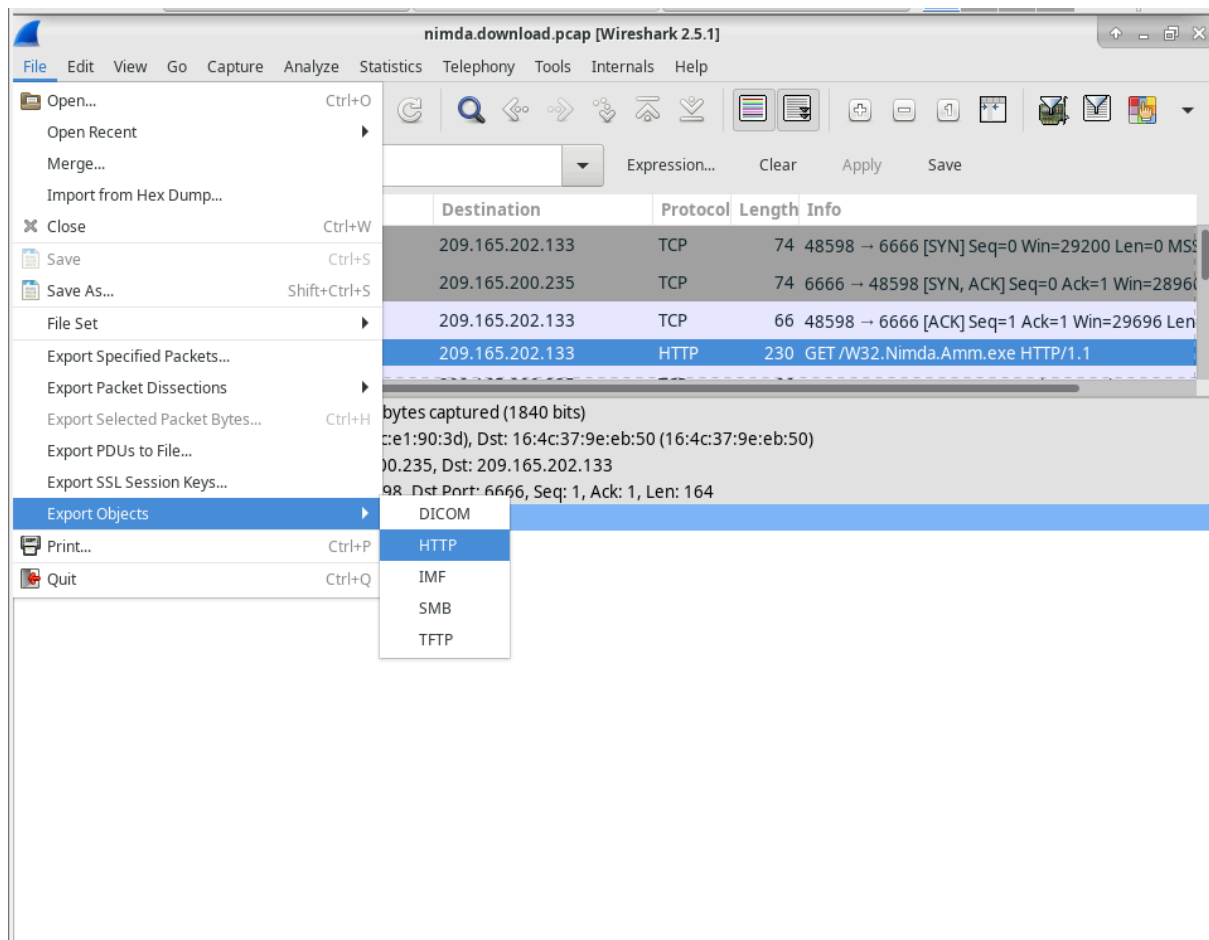 nimda.download.pcap [Wireshark 2.5.1]
File Edit View Go Capture Analyze Statistics Telephony Tools Internals Help
Open... Ctrl+O
Open Recent
Merge...
Import from Hex Dump...
Close Ctrl+W
Save Ctrl+S
Save As... Shift+Ctrl+S
File Set
Export Specified Packets...
Export Packet Dissections
Export Selected Packet Bytes... Ctrl+H
Export PDUs to File...
Export SSL Session Keys...
Export Objects
Print... Ctrl+P
Quit Ctrl+Q
DICOM
HTTP
IMF
SMB
TFTP
Expression... Clear Apply Save
Destination Protocol Length Info
209.165.202.133 TCP 74 48598 → 6666 [SYN] Seq=0 Win=29200 Len=0 MSS
209.165.200.235 TCP 74 6666 → 48598 [SYN, ACK] Seq=0 Ack=1 Win=28960
209.165.202.133 TCP 66 48598 → 6666 [ACK] Seq=1 Ack=1 Win=29696 Len
209.165.202.133 HTTP 230 GET /W32.Nimda.Amm.exe HTTP/1.1
bytes captured (1840 bits)
:e1:90:3d), Dst: 16:4c:37:9e:eb:50 (16:4c:37:9e:eb:50)
00.235, Dst: 209.165.202.133
98, Dst Port: 6666, Seq: 1, Ack: 1, Len: 164